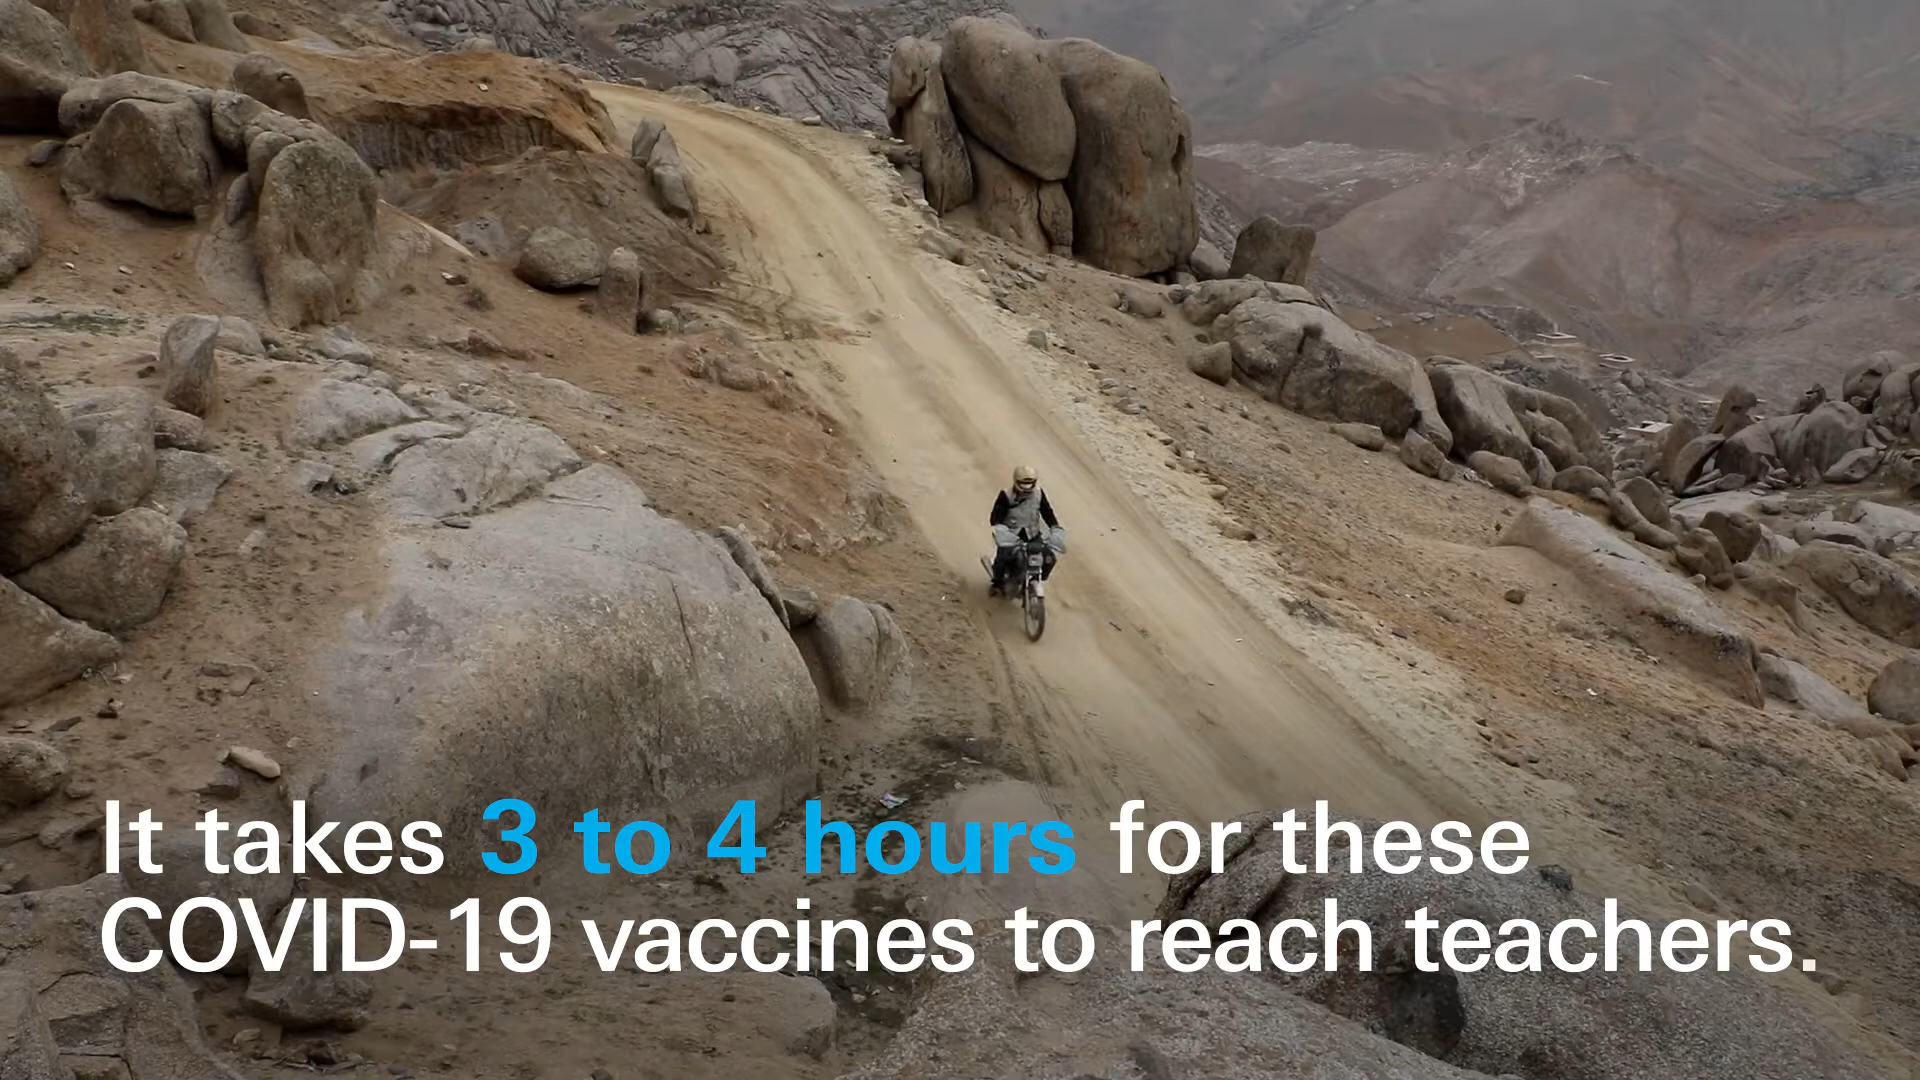 It takes 3 to 4 hours for these
COVID-19 vaccines to reach teachers.